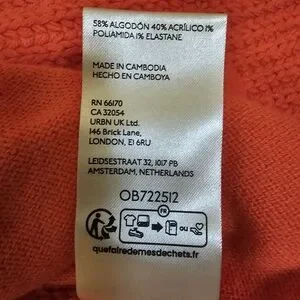 58% ALGODÓN 40% ACRÍLICO 1%
POLIAMIDA 1% ELASTANE
MADE IN CAMBODIA
HECHO EN CAMBOYA
RN 66170
CA 32054
URBN UK Ltd.
146 Brick Lane,
LONDON, E1 6RU
LEIDSESTRAAT 32, 1017 PB
AMSTERDAM, NETHERLANDS
OB722512
FR
OU
quefairedemesdechets.fr